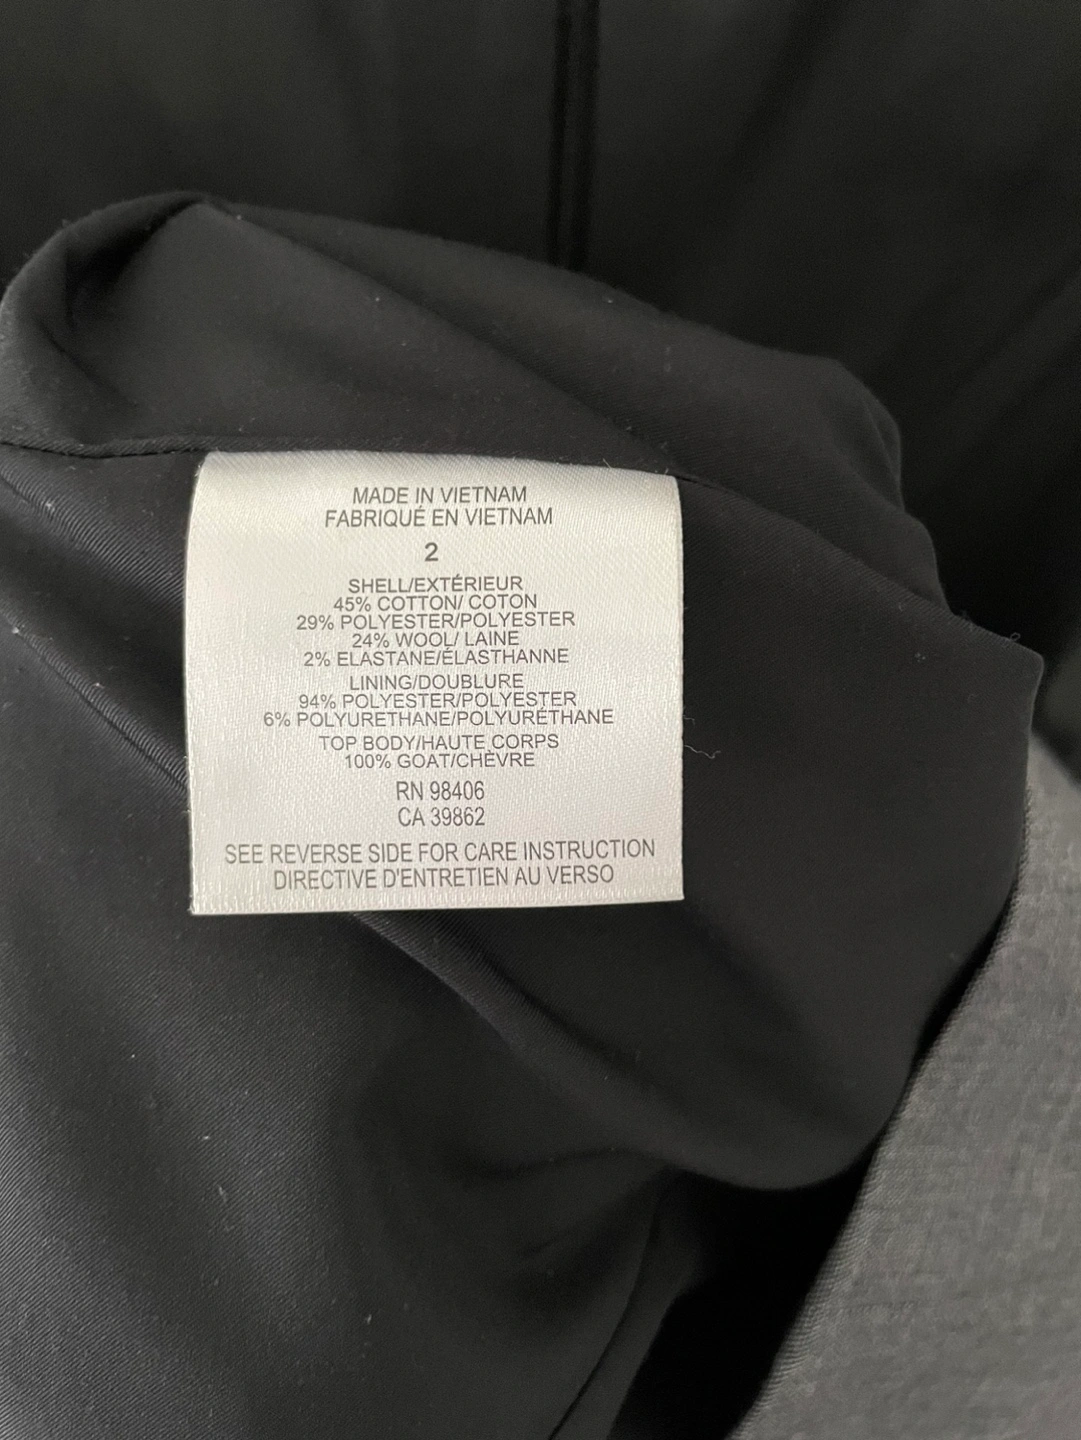 MADE IN VIETNAM
FABRIQUÉ EN VIETNAM
2
SHELL/EXTÉRIEUR
45% COTTON/ COTON
29% POLYESTER/POLYESTER
24% WOOL/ LAINE
2% ELASTANE/ÉLASTHANNE
LINING/DOUBLURE
94% POLYESTER/POLYESTER
6% POLYURETHANE/POLYURÉTHANE
TOP BODY/HAUTE CORPS
100% GOAT/CHÈVRE
RN 98406
CA 39862
SEE REVERSE SIDE FOR CARE INSTRUCTION
DIRECTIVE D'ENTRETIEN AU VERSO